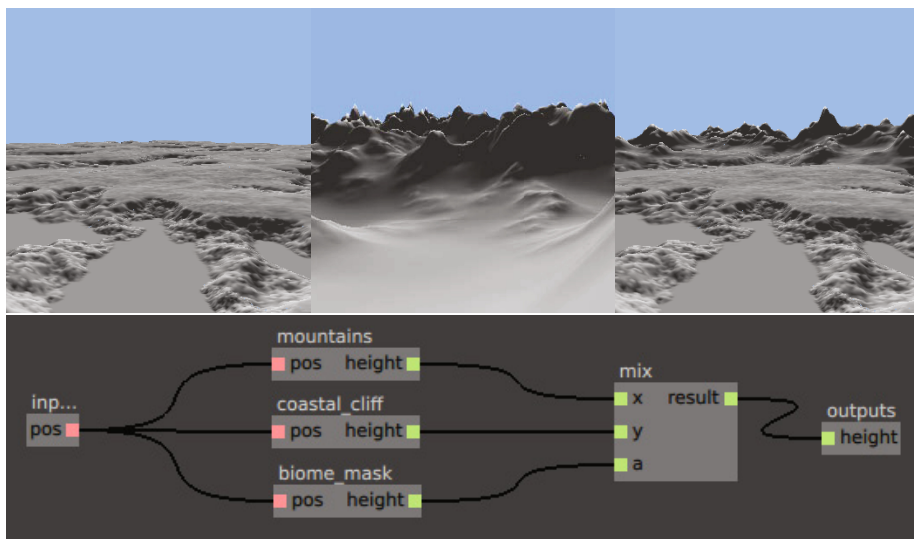 mountains
pos height
mix
inp...
coastal_cliff
x result
outputs
pos
pos height
y
height
biome_mask
a
pos height